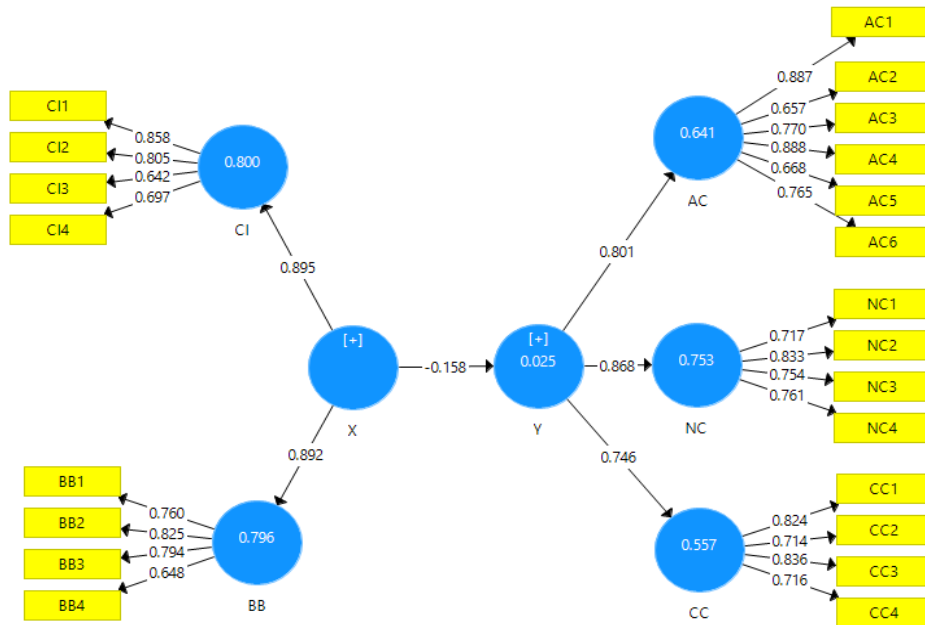 AC1
0.887
AC2
0.657
AC3
0.770
AC4
0.888
AC5
0.668
AC6
0.765
0.641
AC
CI1
0.858
CI2
0.805
CI3
0.642
CI4
0.697
0.800
CI
0.895
0.801
[+]
X
-0.158
[+]
0.025
Y
0.868
0.753
NC
NC1
0.717
NC2
0.833
NC3
0.754
NC4
0.761
0.892
0.746
BB1
0.760
BB2
0.825
BB3
0.794
BB4
0.648
0.796
BB
0.557
CC
CC1
0.824
CC2
0.714
CC3
0.836
CC4
0.716